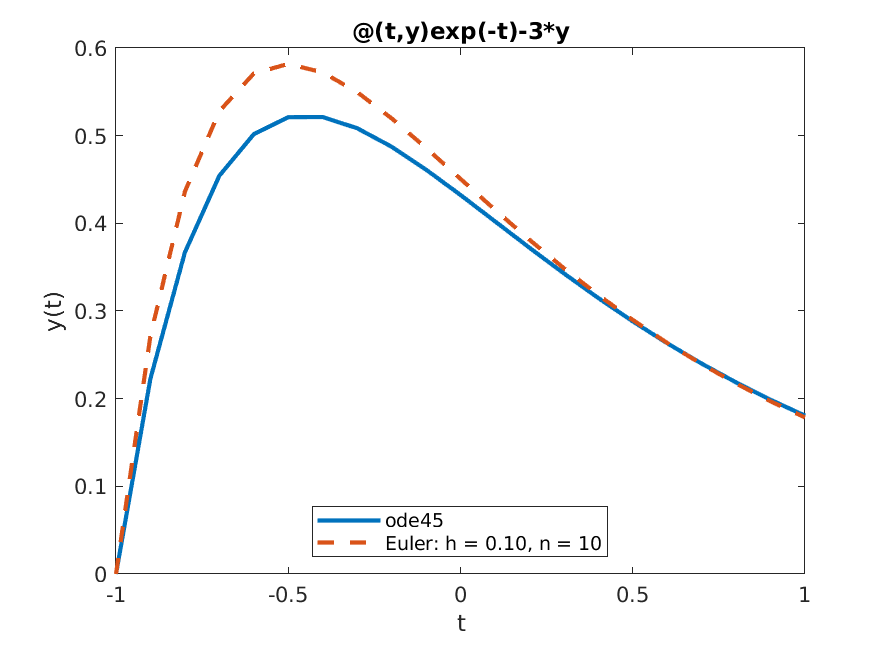 @(t,y)exp(-t)-3*y
0.6
0.5
0.4
0.3
0.2
0.1
0
y(t)
ode45
Euler: h = 0.10, n = 10
-1
-0.5
0
0.5
1
t